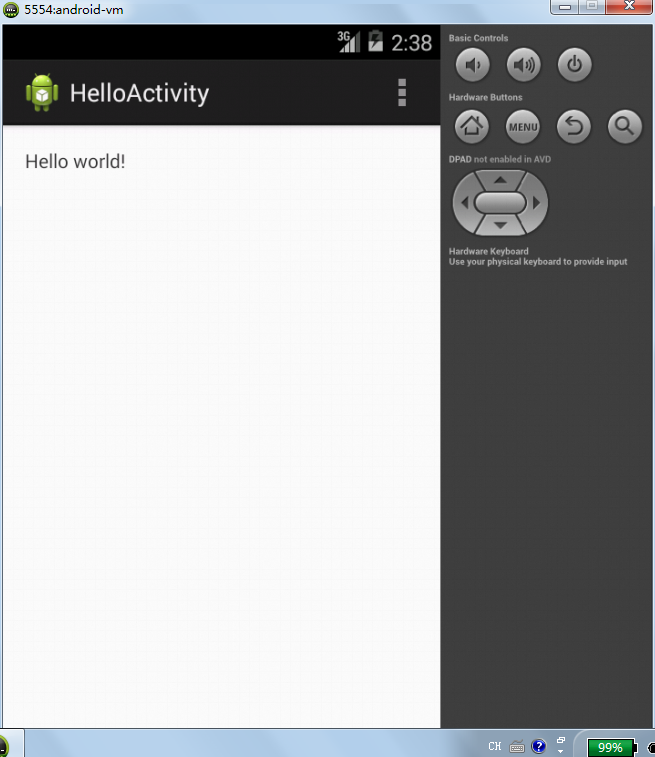 5554:android-vm
3G 2:38
HelloActivity
Hello world!
Basic Controls
Hardware Buttons
MENU
DPAD not enabled in AVD
Hardware Keyboard
Use your physical keyboard to provide input
CH ? 99%